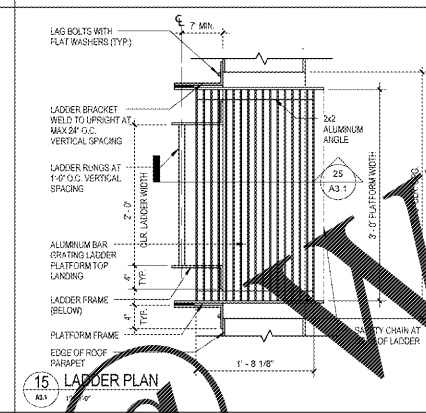 ℄
7" MIN.
LAG BOLTS WITH
FLAT WASHERS (TYP.)
LADDER BRACKET
WELD TO UPRIGHT AT
MAX 24" O.C.
VERTICAL SPACING
2x2
ALUMINUM
ANGLE
LADDER RUNGS AT
1'-0" O.C. VERTICAL
SPACING
25
A3.1
2'-0"
CLR. LADDER WIDTH
3'-0" PLATFORM WIDTH
ALUMINUM BAR
GRATING LADDER
PLATFORM TOP
LANDING
4"
TYP.
LADDER FRAME
(BELOW)
4"
TYP.
PLATFORM FRAME
CHAIN AT
OF LADDER
EDGE OF ROOF
PARAPET
1' - 8 1/8"
15
A3.1
LADDER PLAN
W